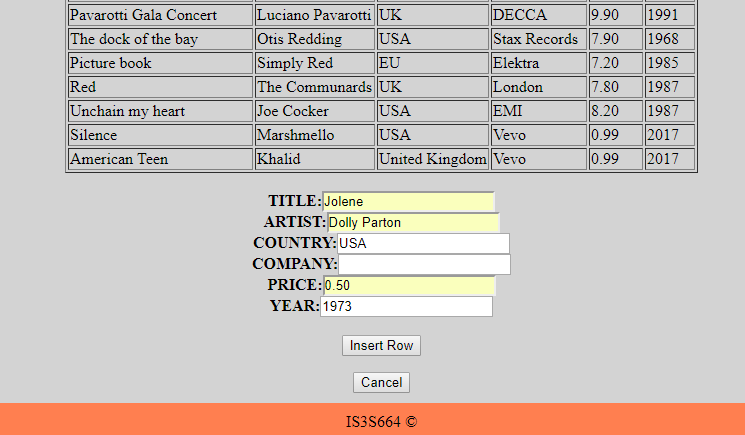 Pavarotti Gala Concert Luciano Pavarotti UK DECCA 9.90 1991
The dock of the bay Otis Redding USA Stax Records 7.90 1968
Picture book Simply Red EU Elektra 7.20 1985
Red The Communards UK London 7.80 1987
Unchain my heart Joe Cocker USA EMI 8.20 1987
Silence Marshmello USA Vevo 0.99 2017
American Teen Khalid United Kingdom Vevo 0.99 2017
TITLE: Jolene
ARTIST: Dolly Parton
COUNTRY: USA
COMPANY:
PRICE: 0.50
YEAR: 1973
Insert Row
Cancel
IS3S664 ©